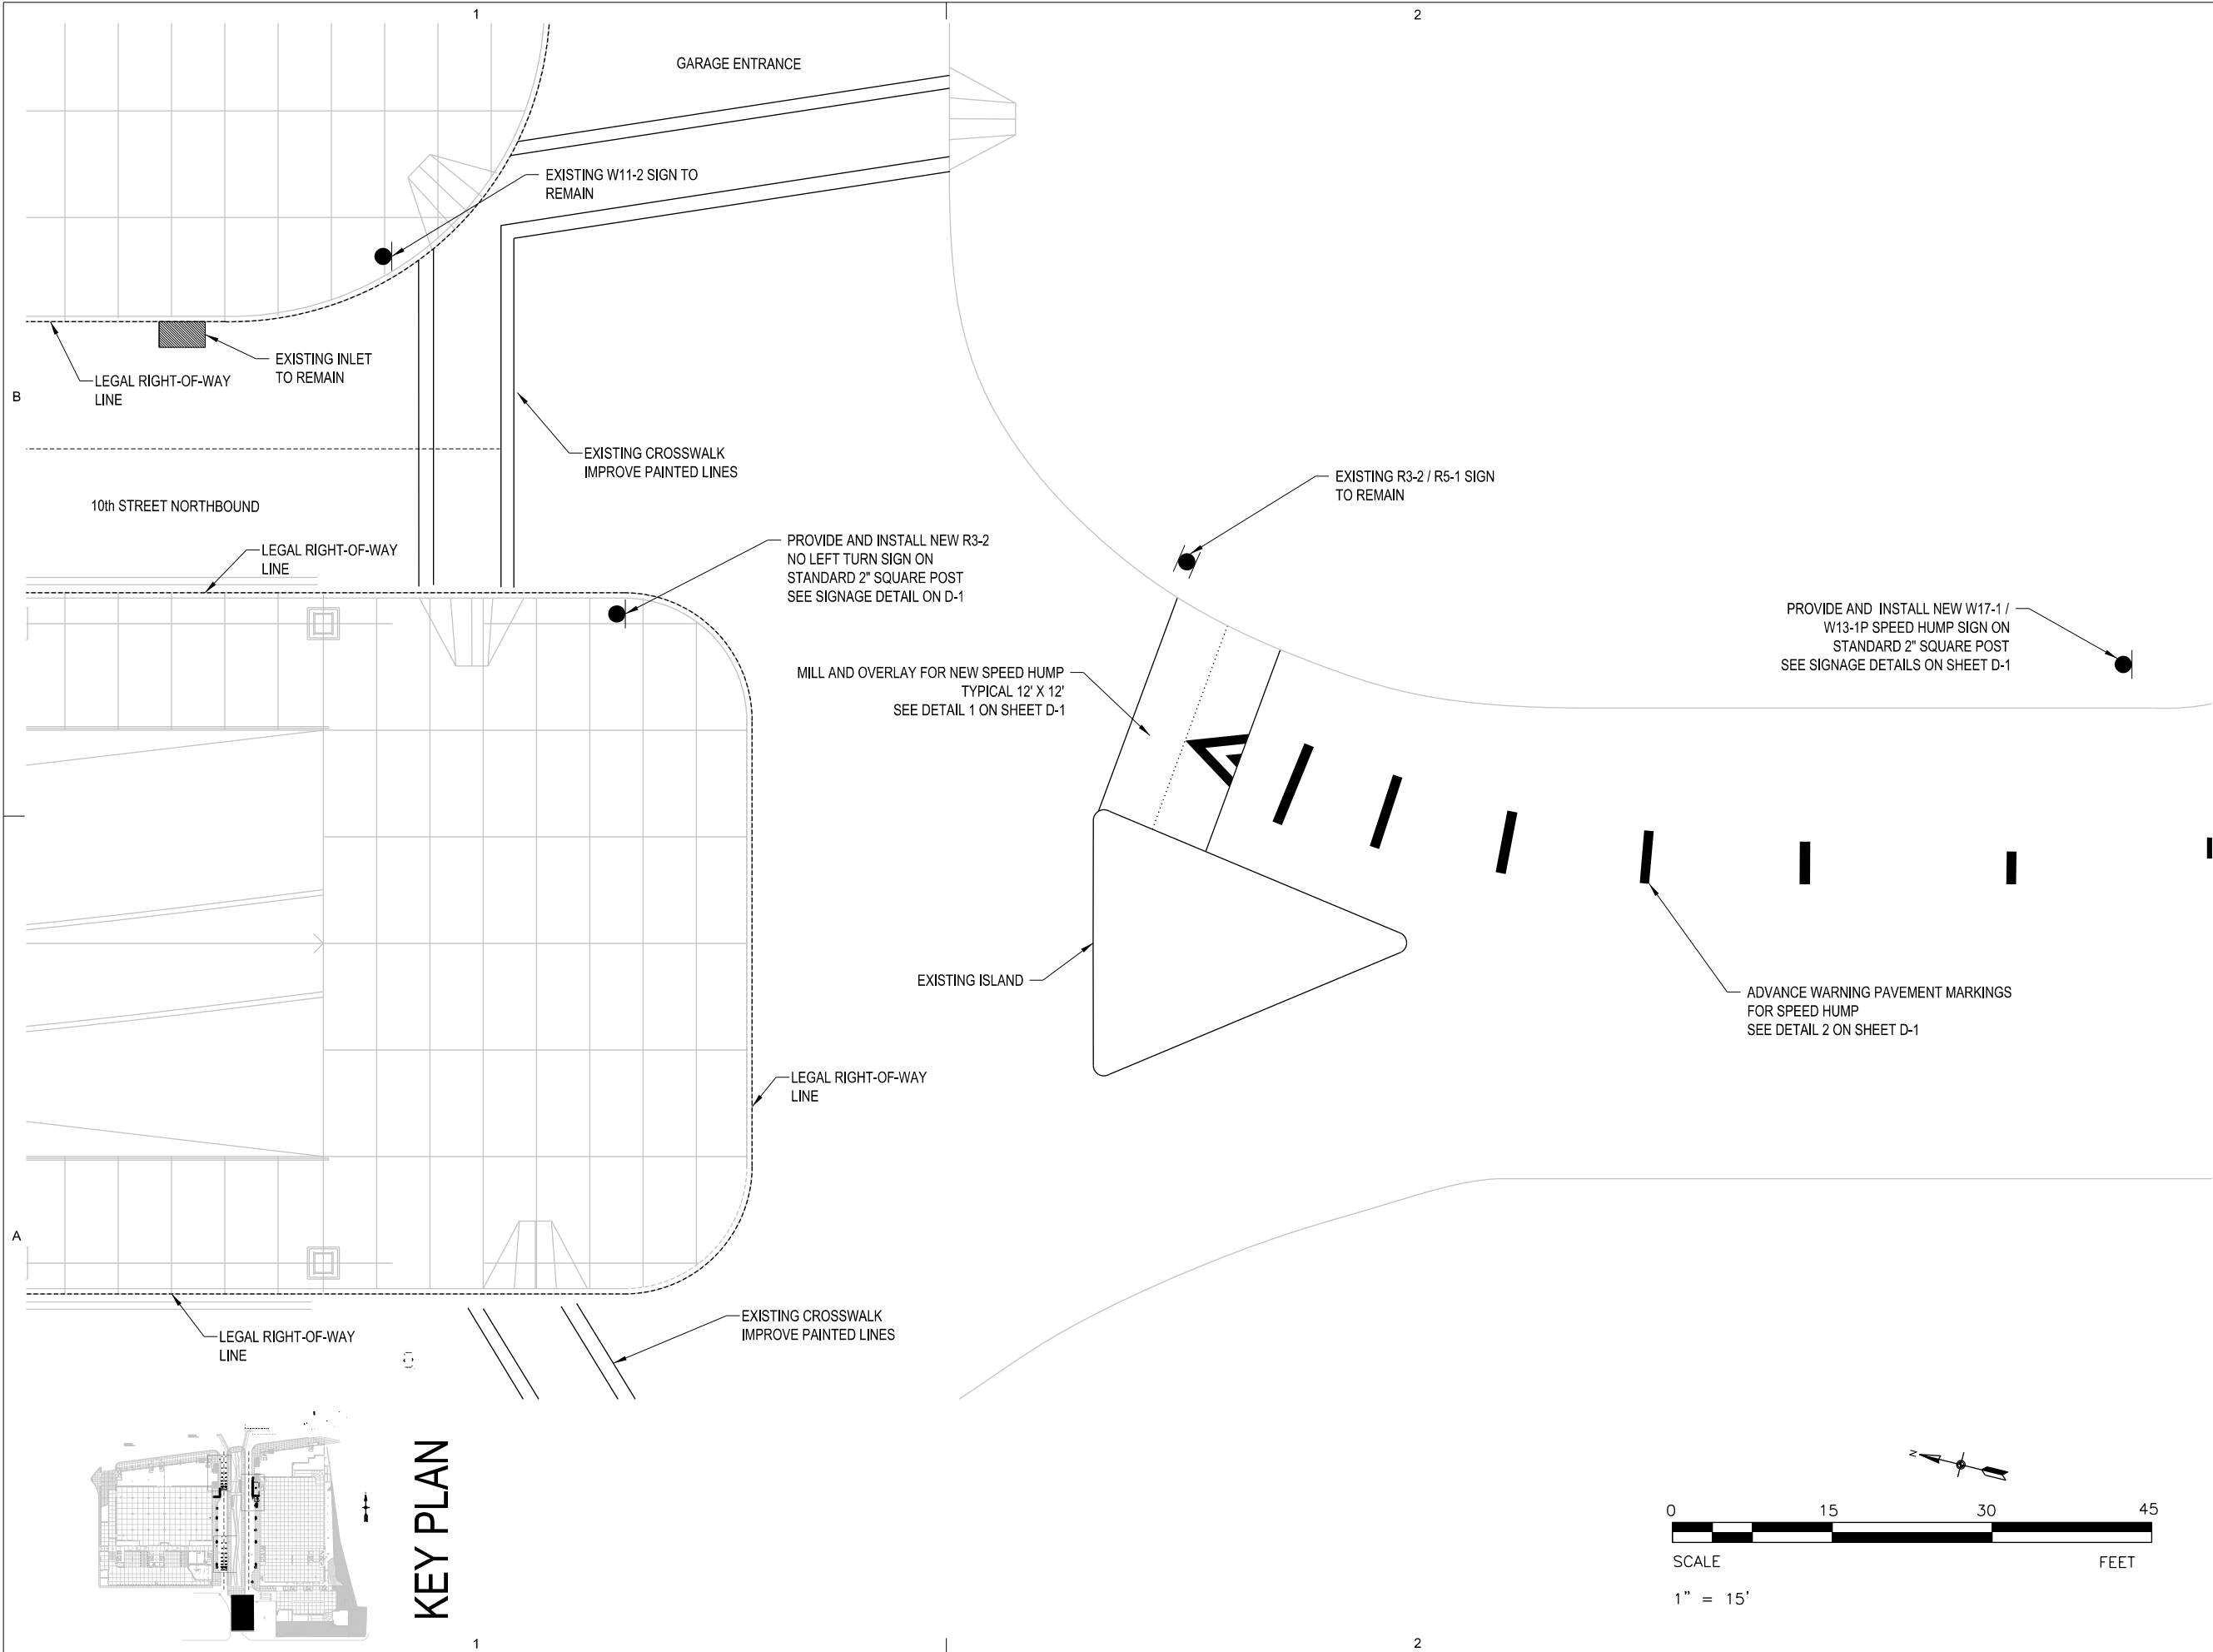 1
2
GARAGE ENTRANCE
EXISTING W11-2 SIGN TO
REMAIN
EXISTING INLET
TO REMAIN
LEGAL RIGHT-OF-WAY
LINE
B
EXISTING CROSSWALK
IMPROVE PAINTED LINES
EXISTING R3-2 / R5-1 SIGN
TO REMAIN
10th STREET NORTHBOUND
LEGAL RIGHT-OF-WAY
LINE
PROVIDE AND INSTALL NEW R3-2
NO LEFT TURN SIGN ON
STANDARD 2" SQUARE POST
SEE SIGNAGE DETAIL ON D-1
PROVIDE AND INSTALL NEW W17-1 /
W13-1P SPEED HUMP SIGN ON
STANDARD 2" SQUARE POST
SEE SIGNAGE DETAILS ON SHEET D-1
MILL AND OVERLAY FOR NEW SPEED HUMP
TYPICAL 12' X 12'
SEE DETAIL 1 ON SHEET D-1
EXISTING ISLAND
ADVANCE WARNING PAVEMENT MARKINGS
FOR SPEED HUMP
SEE DETAIL 2 ON SHEET D-1
LEGAL RIGHT-OF-WAY
LINE
A
EXISTING CROSSWALK
IMPROVE PAINTED LINES
LEGAL RIGHT-OF-WAY
LINE
KEY PLAN
N
0 15 30 45
SCALE FEET
1" = 15'
1
2